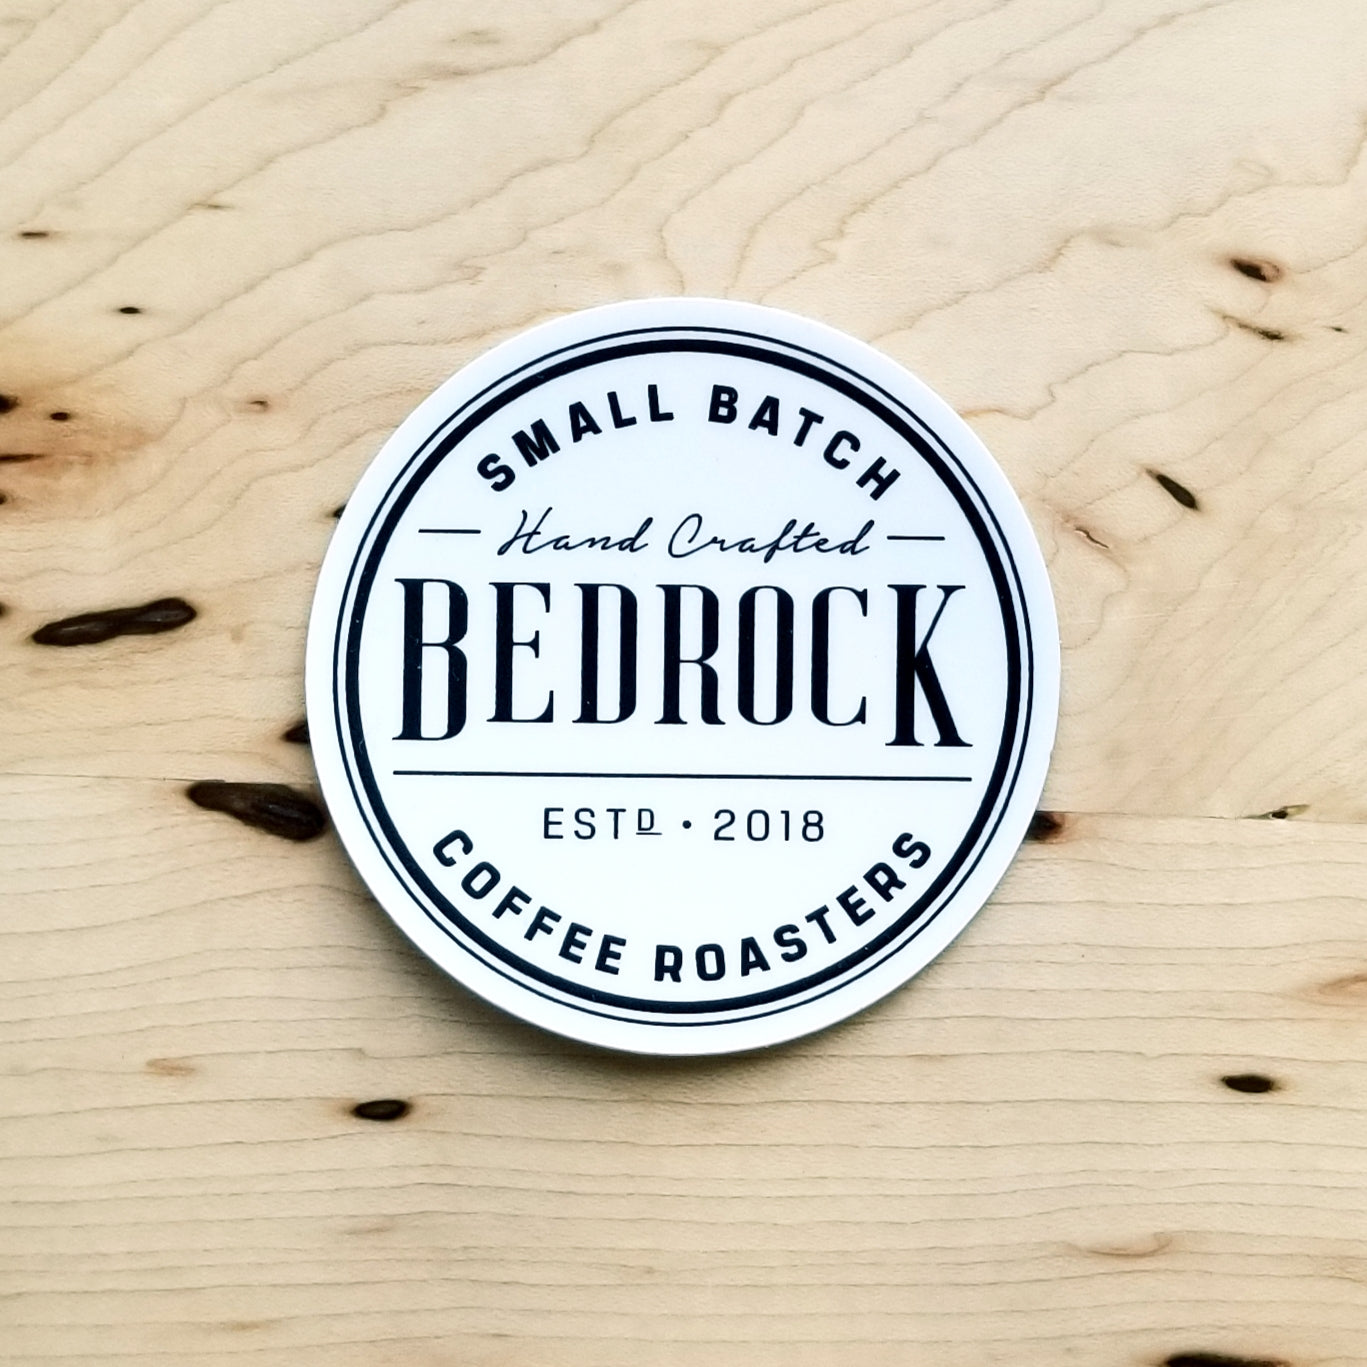 SMALL BATCH
Hand Crafted
BEDROCK
ESTD · 2018
COFFEE ROASTERS